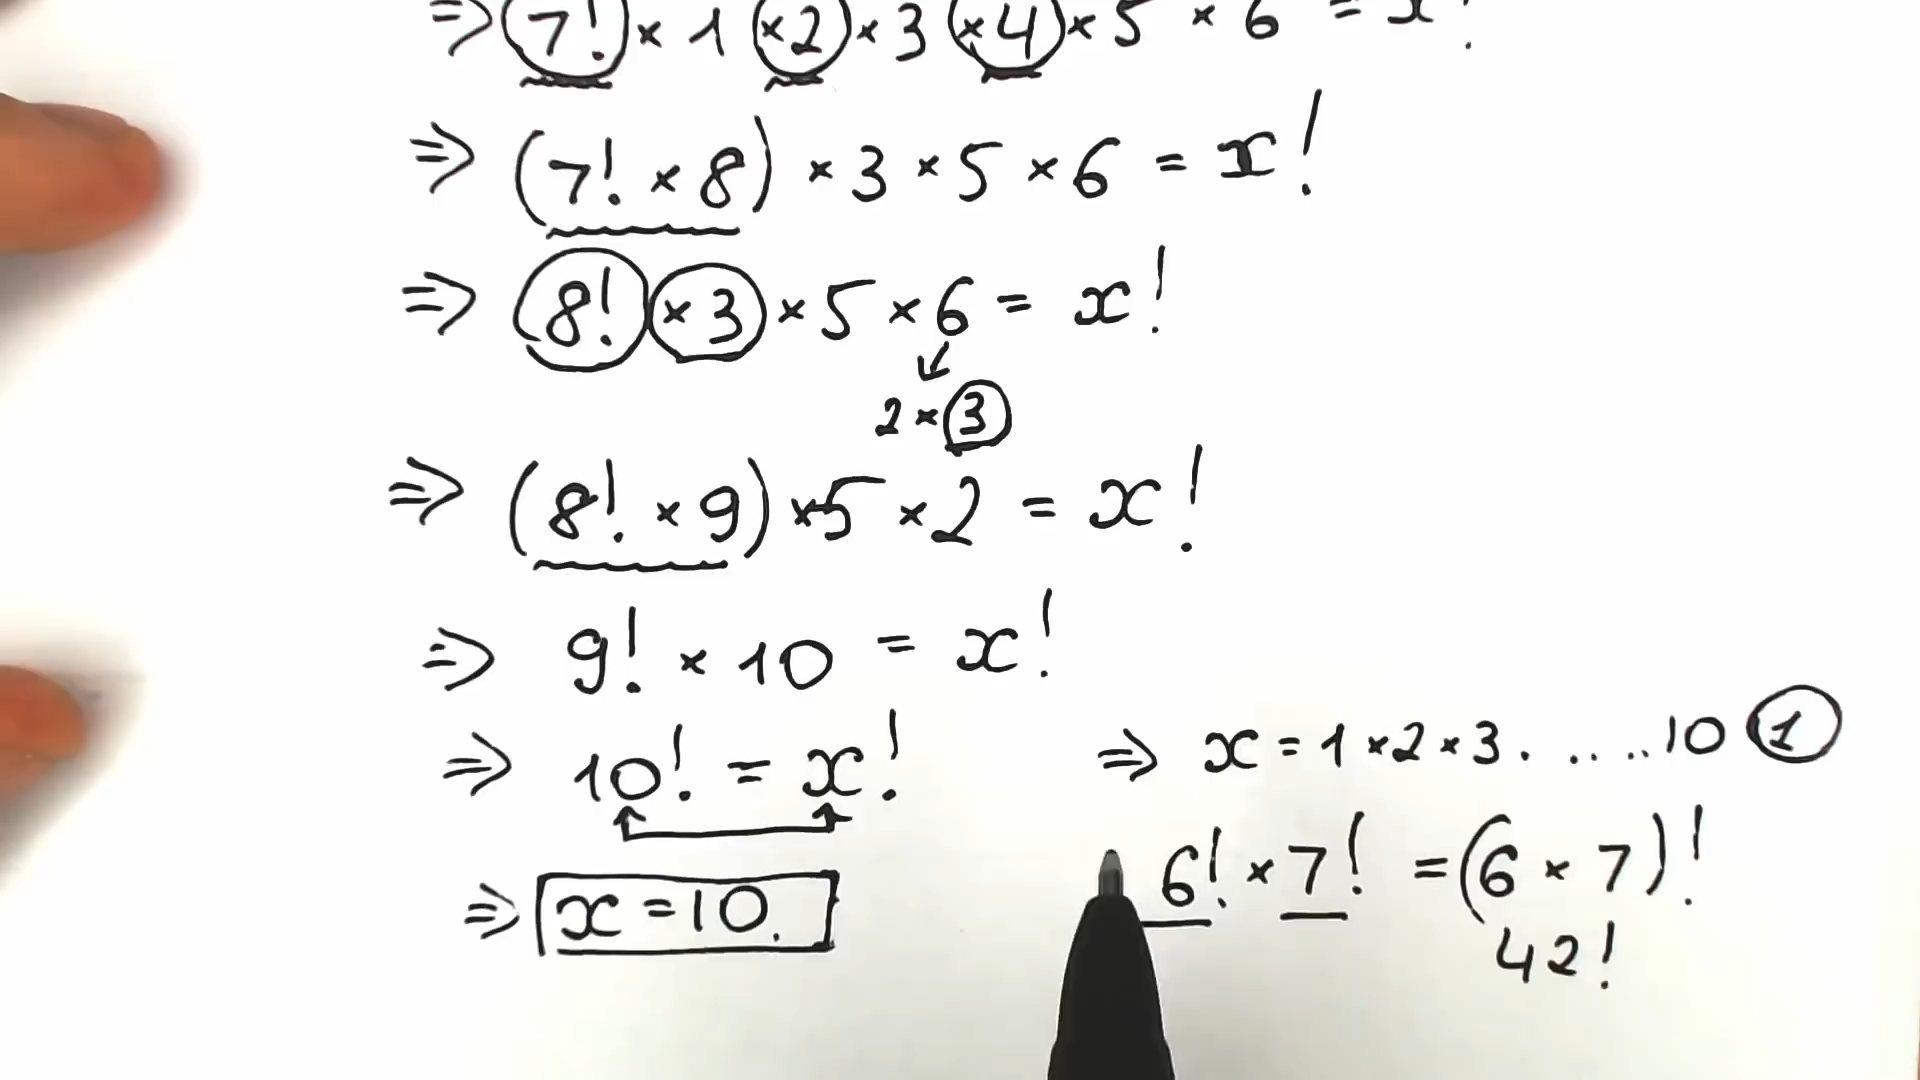 ⇒ 7! × 1 × 2 × 3 × 4 × 5 × 6 = x!
⇒ (7! × 8) × 3 × 5 × 6 = x!
⇒ 8! × 3 × 5 × 6 = x!
2 × 3
⇒ (8! × 9) × 5 × 2 = x!
⇒ 9! × 10 = x!
⇒ 10! = x!
⇒ x = 10.
⇒ x = 1 × 2 × 3 . . . . . 10 1
6! × 7! = (6 × 7)!
42!